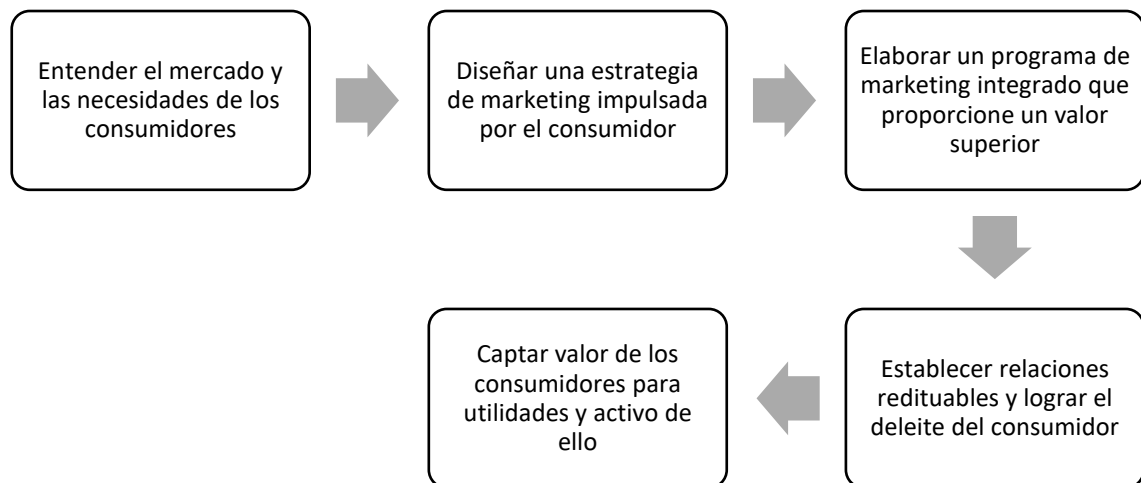 Entender el mercado y
las necesidades de los
consumidores
Diseñar una estrategia
de marketing impulsada
por el consumidor
Elaborar un programa de
marketing integrado que
proporcione un valor
superior
Establecer relaciones
redituables y lograr el
deleite del consumidor
Captar valor de los
consumidores para
utilidades y activo de
ello